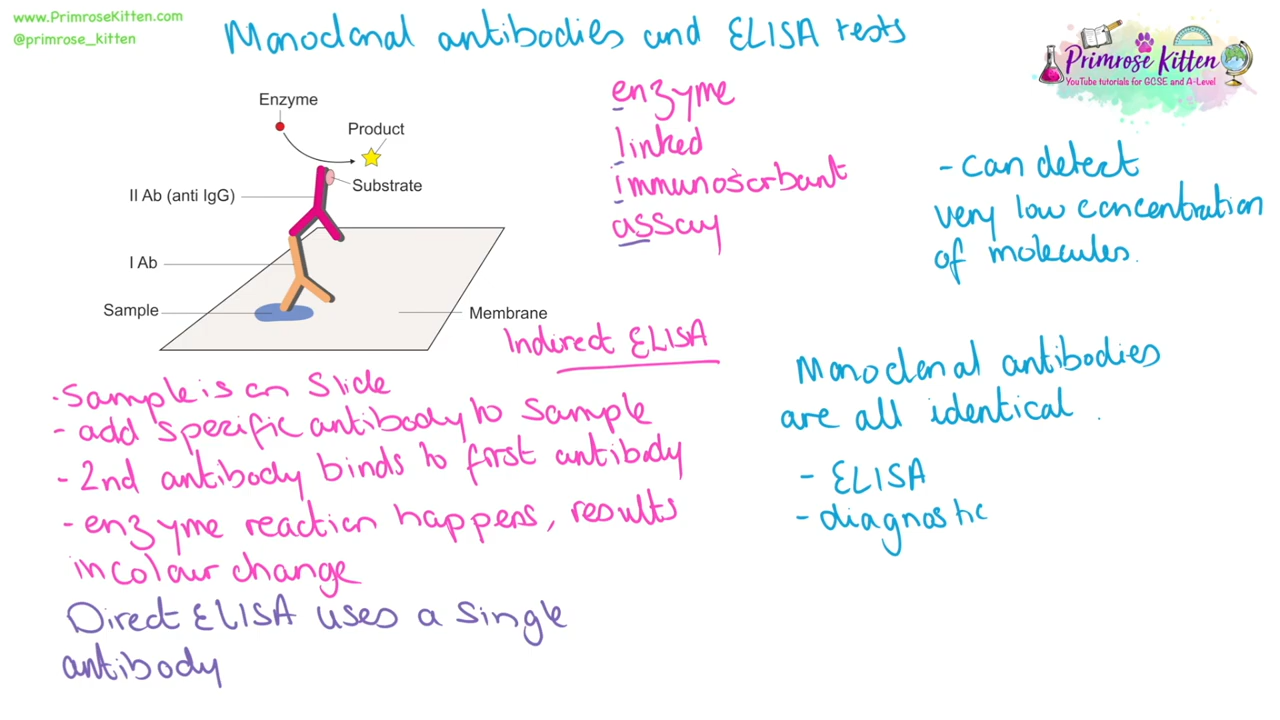 www.PrimroseKitten.com
@primrose_kitten
Monoclonal antibodies and ELISA tests
Primrose Kitten
YouTube tutorials for GCSE and A-Level
Enzyme
Product
Substrate
II Ab (anti IgG)
I Ab
Sample
Membrane
enzyme
linked
immunosorbant
assay
- can detect
very low concentration
of molecules.
Indirect ELISA
- Sample is on Slide
- add specific antibody to sample
- 2nd antibody binds to first antibody
- enzyme reaction happens, results
in colour change
Direct ELISA uses a single
antibody
Monoclonal antibodies
are all identical.
- ELISA
- diagnostic